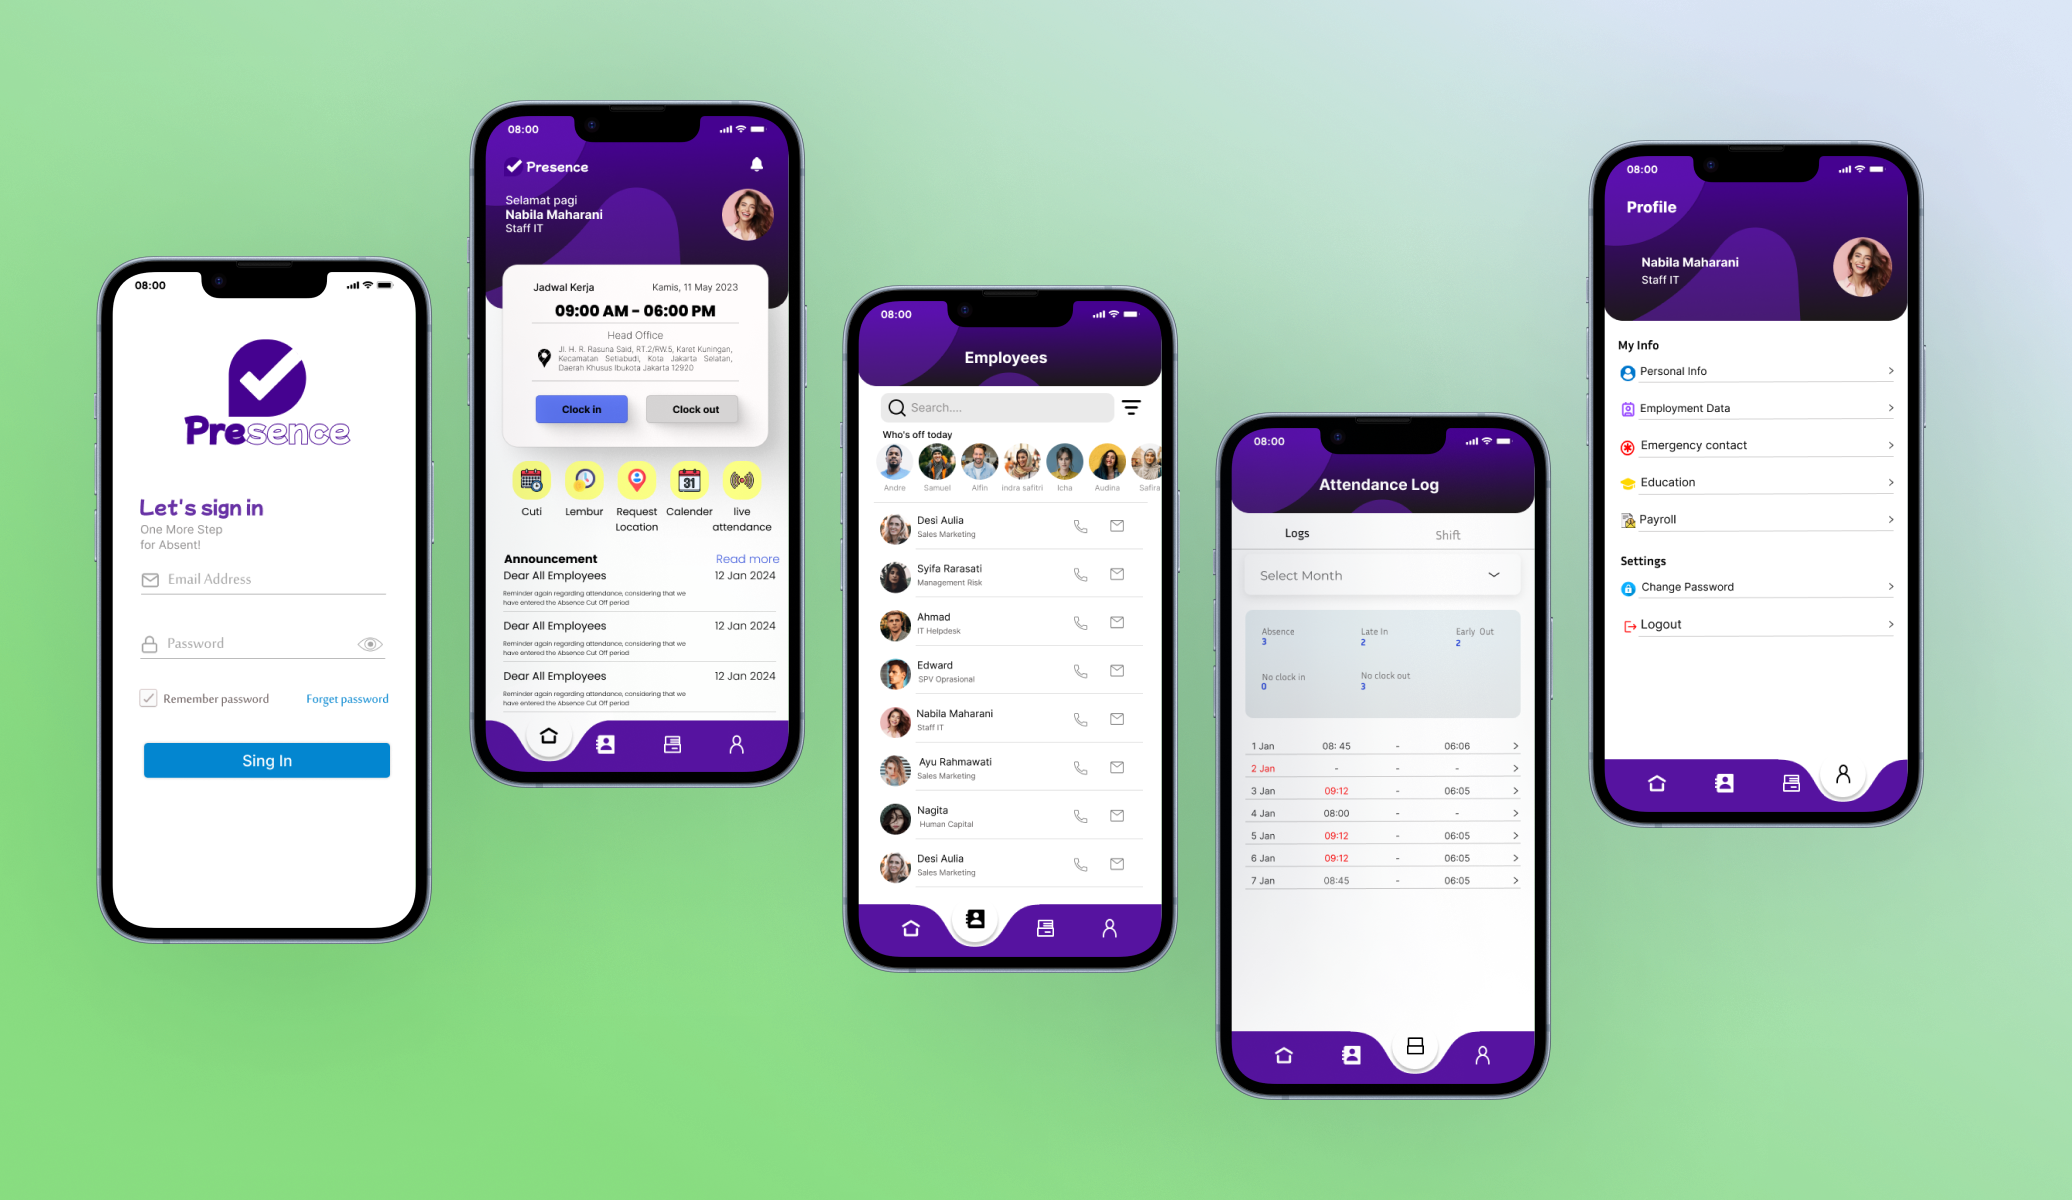 08:00
Presence
Let's sign in
One More Step
for Absent!
Email Address
Password
Remember password
Forget password
Sing In
08:00
Presence
Selamat pagi
Nabila Maharani
Staff IT
Jadwal Kerja
Kamis, 11 May 2023
09:00 AM - 06:00 PM
Head Office
Jl. H. R. Rasuna Said, RT.2/RW.5, Karet Kuningan,
Kecamatan Setiabudi, Kota Jakarta Selatan,
Daerah Khusus Ibukota Jakarta 12920
Clock in
Clock out
31
Cuti
Lembur
Request
Location
Calender
live
attendance
Announcement
Read more
Dear All Employees
12 Jan 2024
Reminder again regarding attendance, considering that we
have entered the Absence Cut Off period
Dear All Employees
12 Jan 2024
Reminder again regarding attendance, considering that we
have entered the Absence Cut Off period
Dear All Employees
12 Jan 2024
Reminder again regarding attendance, considering that we
have entered the Absence Cut Off period
08:00
Employees
Search....
Who's off today
Andre
Samuel
Alfin
indra safitri
Icha
Audina
Safira
Desi Aulia
Sales Marketing
Syifa Rarasati
Management Risk
Ahmad
IT Helpdesk
Edward
SPV Oprasional
Nabila Maharani
Staff IT
Ayu Rahmawati
Sales Marketing
Nagita
Human Capital
Desi Aulia
Sales Marketing
08:00
Attendance Log
Logs
Shift
Select Month
Absence
3
Late In
2
Early Out
2
No clock in
0
No clock out
3
1 Jan 08: 45 - 06:06 >
2 Jan - - - >
3 Jan 09:12 - 06:05 >
4 Jan 08:00 - - >
5 Jan 09:12 - 06:05 >
6 Jan 09:12 - 06:05 >
7 Jan 08:45 - 06:05 >
08:00
Profile
Nabila Maharani
Staff IT
My Info
Personal Info >
Employment Data >
Emergency contact >
Education >
Payroll >
Settings
Change Password >
Logout >